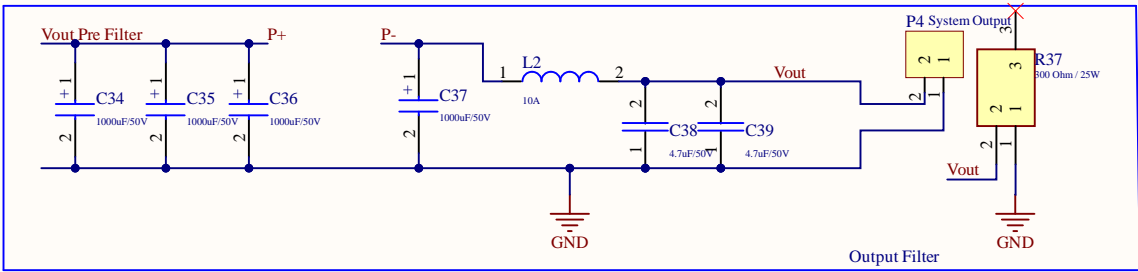 P4 System Output
3
Vout Pre Filter
P+
P-
L2
1
2
10A
Vout
2
1
3
R37
300 Ohm / 25W
1
+
C34
1000uF/50V
2
1
+
C35
1000uF/50V
2
1
+
C36
1000uF/50V
2
1
+
C37
1000uF/50V
2
2
C38
4.7uF/50V
1
2
C39
4.7uF/50V
1
2
1
2
1
2
1
Vout
GND
GND
Output Filter